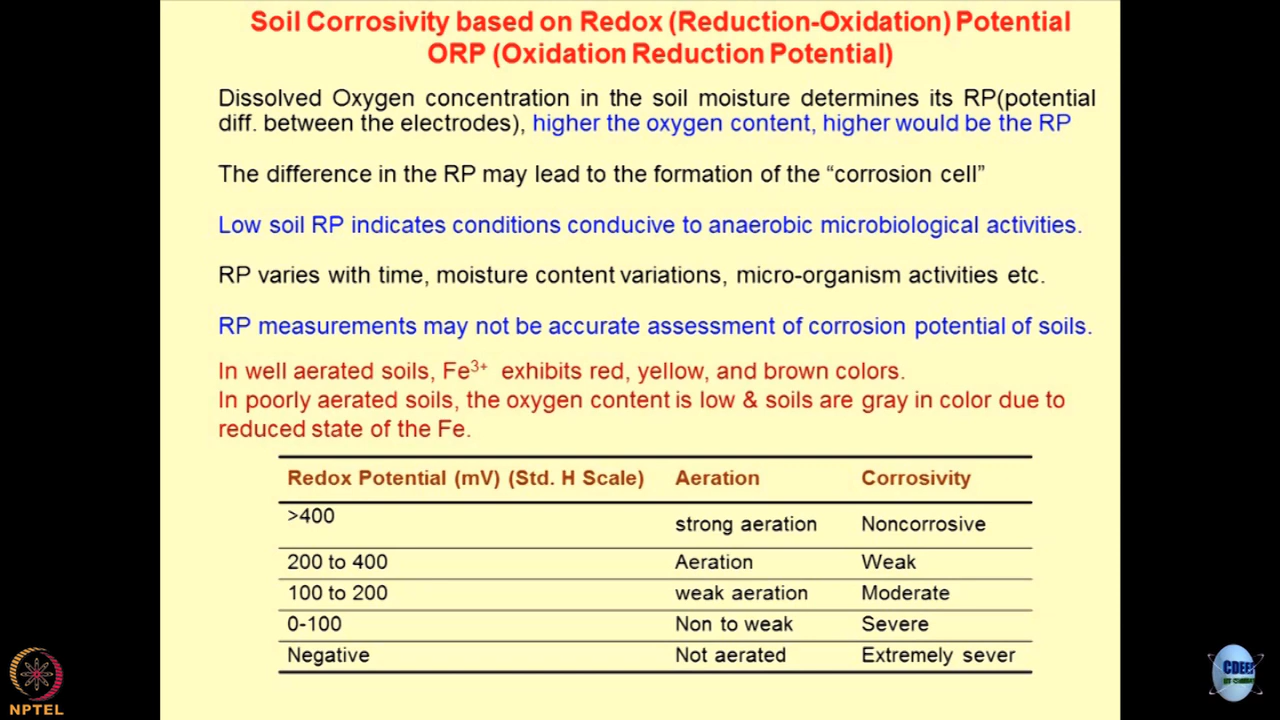 Soil Corrosivity based on Redox (Reduction-Oxidation) Potential
ORP (Oxidation Reduction Potential)
Dissolved Oxygen concentration in the soil moisture determines its RP(potential
diff. between the electrodes), higher the oxygen content, higher would be the RP
The difference in the RP may lead to the formation of the “corrosion cell”
Low soil RP indicates conditions conducive to anaerobic microbiological activities.
RP varies with time, moisture content variations, micro-organism activities etc.
RP measurements may not be accurate assessment of corrosion potential of soils.
In well aerated soils, Fe³⁺ exhibits red, yellow, and brown colors.
In poorly aerated soils, the oxygen content is low & soils are gray in color due to
reduced state of the Fe.
Redox Potential (mV) (Std. H Scale) Aeration Corrosivity
>400 strong aeration Noncorrosive
200 to 400 Aeration Weak
100 to 200 weak aeration Moderate
0-100 Non to weak Severe
Negative Not aerated Extremely sever
NPTEL
CDEEP